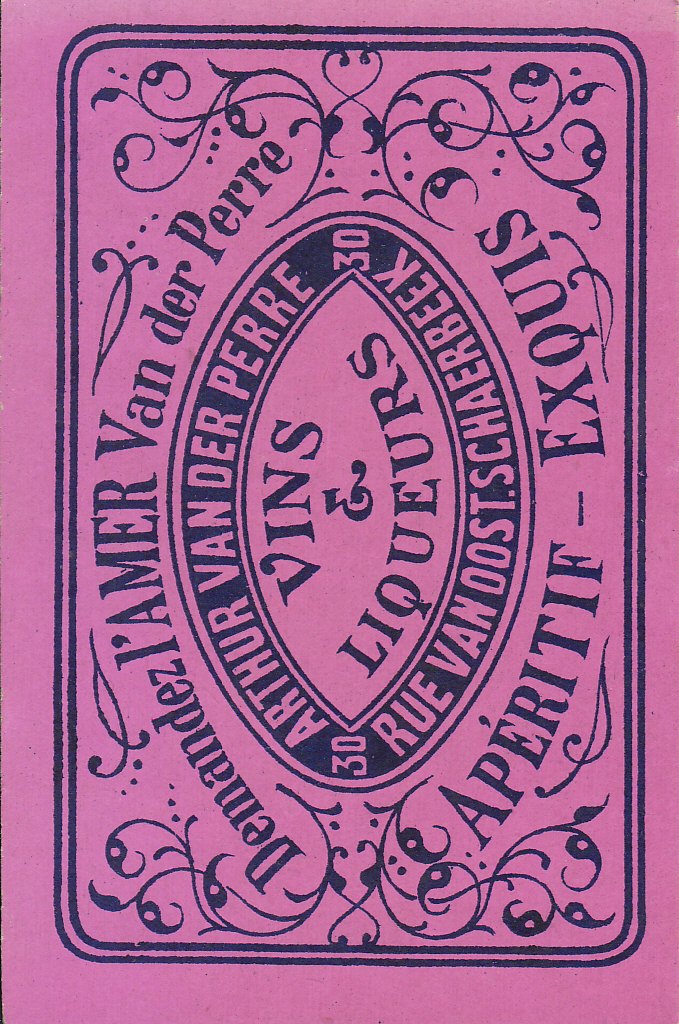 Demandez l'AMER Van der Perre
ARTHUR VAN DER PERRE
30
VINS
&
LIQUEURS
30
RUE VAN OOST.SCHAERBEEK
APÉRITIF - EXQUIS